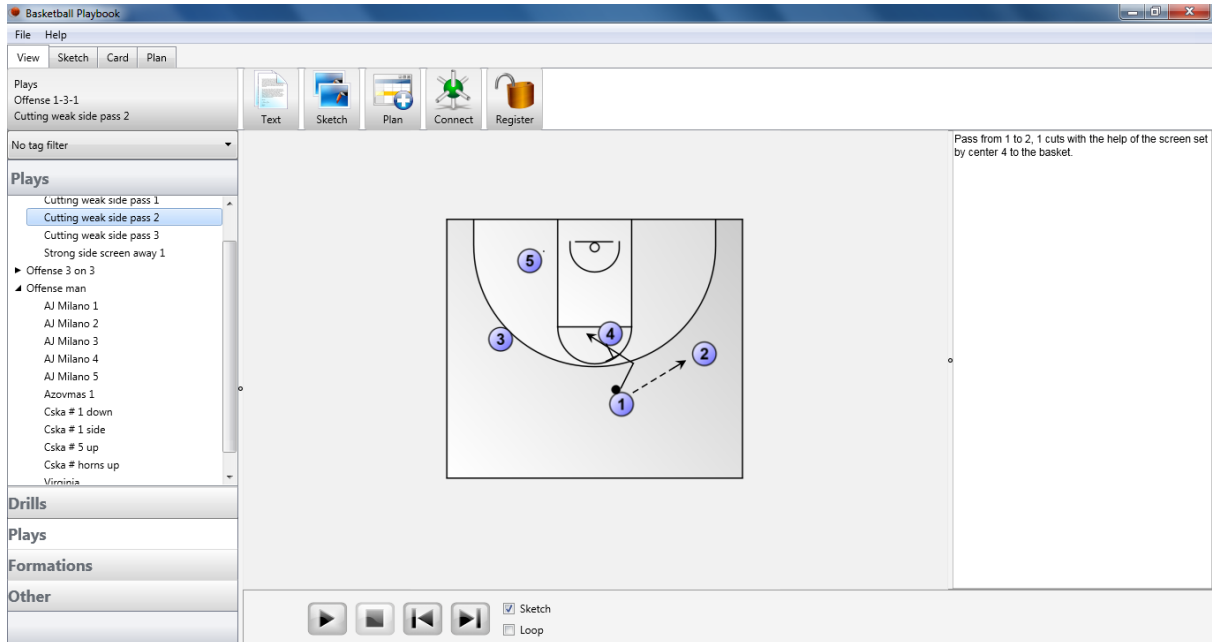 Basketball Playbook
File Help
View Sketch Card Plan
Plays
Offense 1-3-1
Cutting weak side pass 2
Text Sketch Plan Connect Register
No tag filter
Plays
Cutting weak side pass 1
Cutting weak side pass 2
Cutting weak side pass 3
Strong side screen away 1
Offense 3 on 3
Offense man
AJ Milano 1
AJ Milano 2
AJ Milano 3
AJ Milano 4
AJ Milano 5
Azovmas 1
Cska # 1 down
Cska # 1 side
Cska # 5 up
Cska # horns up
Virginia
Drills
Plays
Formations
Other
5
4
3
2
1
Pass from 1 to 2, 1 cuts with the help of the screen set
by center 4 to the basket.
Sketch
Loop